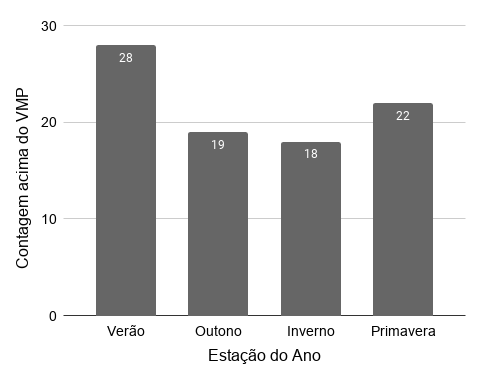 Contagem acima do VMP
30
20
10
0
28
19
18
22
Verão
Outono
Inverno
Primavera
Estação do Ano